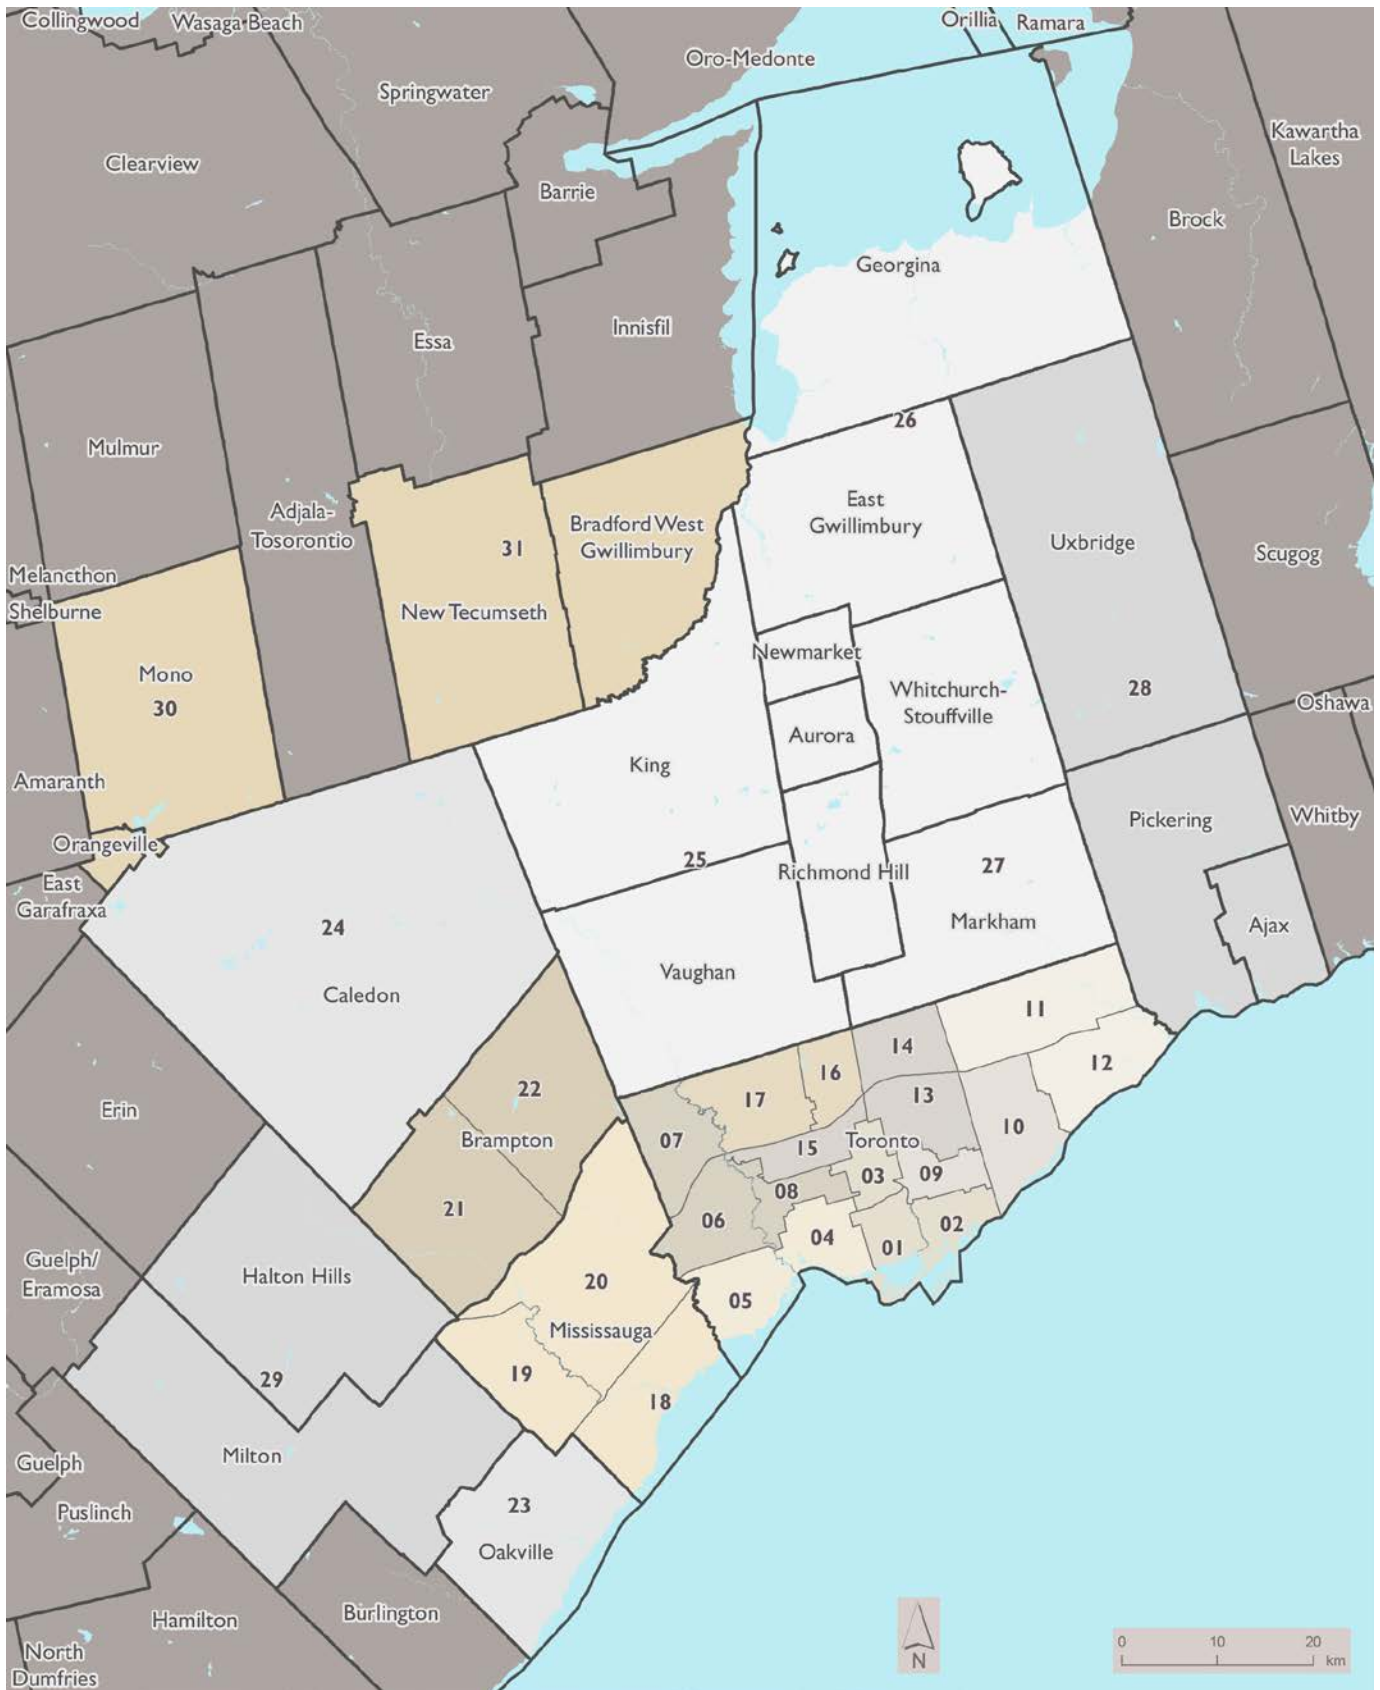 Collingwood
Wasaga Beach
Orillia
Ramara
Oro-Medonte
Springwater
Kawartha
Lakes
Clearview
Barrie
Brock
Georgina
Innisfil
Essa
26
Mulmur
East
Gwillimbury
Adjala-
Tosorontio
Bradford West
Gwillimbury
31
Uxbridge
Scugog
Melancthon
Shelburne
New Tecumseth
Newmarket
Mono
30
Whitchurch-
Stouffville
28
Oshawa
Aurora
King
Amaranth
Pickering
Whitby
Orangeville
25
Richmond Hill
27
East
Garafraxa
24
Markham
Ajax
Vaughan
Caledon
11
14
12
16
22
17
13
Erin
10
Brampton
07
15
Toronto
03
09
08
21
06
02
04
01
Guelph/
Eramosa
Halton Hills
20
05
Mississauga
19
29
18
Milton
Guelph
23
Puslinch
Oakville
Burlington
Hamilton
North
Dumfries
N
0 10 20
km